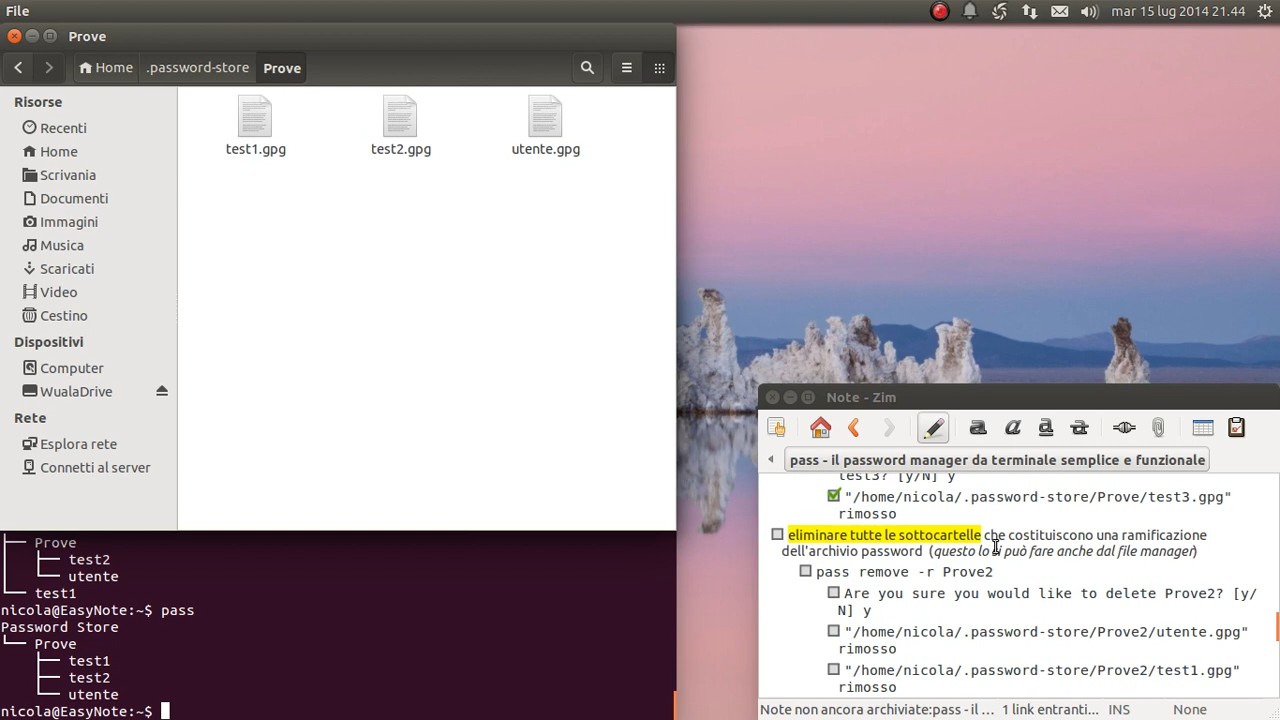 File
mar 15 lug 2014 21.44
Prove
Home
.password-store
Prove
Risorse
Recenti
Home
Scrivania
Documenti
Immagini
Musica
Scaricati
Video
Cestino
Dispositivi
Computer
WualaDrive
Rete
Esplora rete
Connetti al server
test1.gpg
test2.gpg
utente.gpg
Prove
test2
utente
test1
nicola@EasyNote:~$ pass
Password Store
Prove
test1
test2
utente
nicola@EasyNote:~$
Note - Zim
pass - il password manager da terminale semplice e funzionale
test3? [y/N] y
"/home/nicola/.password-store/Prove/test3.gpg"
rimosso
eliminare tutte le sottocartelle che costituiscono una ramificazione
dell'archivio password (questo lo si può fare anche dal file manager)
pass remove -r Prove2
Are you sure you would like to delete Prove2? [y/
N] y
"/home/nicola/.password-store/Prove2/utente.gpg"
rimosso
"/home/nicola/.password-store/Prove2/test1.gpg"
rimosso
Note non ancora archiviate:pass - il ...
1 link entranti...
INS
None